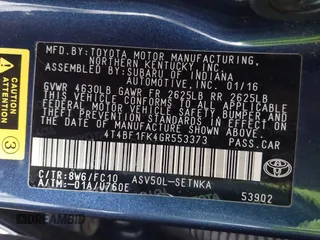 MFD. BY: TOYOTA MOTOR MANUFACTURING,
NORTHERN KENTUCKY, INC.
ASSEMBLED BY: SUBARU OF INDIANA
AUTOMOTIVE, INC. 01/16
GVWR 4630LB GAWR FR 2625LB RR 2625LB
THIS VEHICLE CONFORMS TO ALL APPLICABLE
FEDERAL MOTOR VEHICLE SAFETY, BUMPER, AND
THEFT PREVENTION STANDARDS IN EFFECT ON
THE DATE OF MANUFACTURE SHOWN ABOVE.
4T4BF1FK4GR553373
PASS.CAR
C/TR:8W6/FC10 ASV50L-SETNKA
A/TM:-01A/U760E
TOYOTA
53902
3